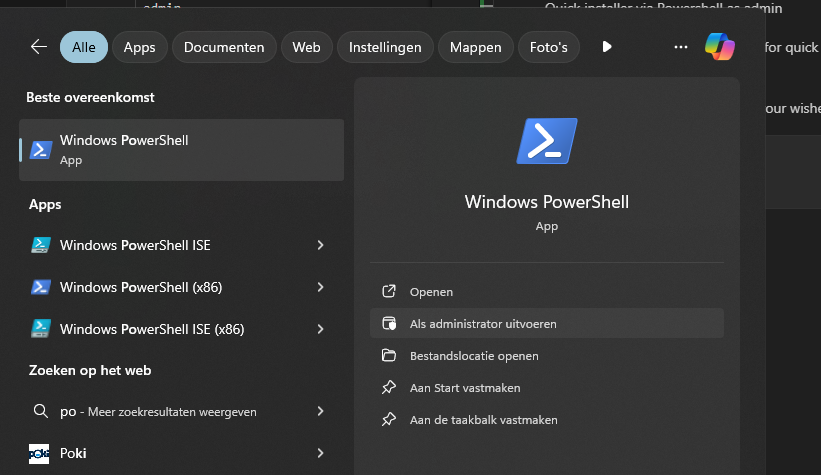 admin
Quick installer via Powershell as admin
Alle
Apps
Documenten
Web
Instellingen
Mappen
Foto's
for quick
Beste overeenkomst
Windows PowerShell
App
our wishe
Apps
Windows PowerShell ISE
Windows PowerShell (x86)
Windows PowerShell ISE (x86)
Zoeken op het web
po - Meer zoekresultaten weergeven
poki
Poki
Windows PowerShell
App
Openen
Als administrator uitvoeren
Bestandslocatie openen
Aan Start vastmaken
Aan de taakbalk vastmaken